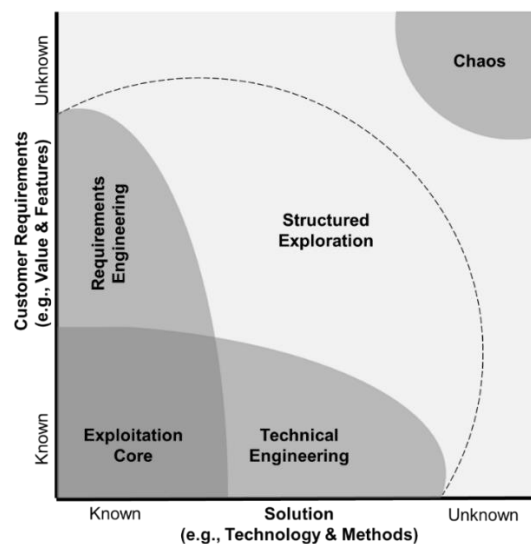 Customer Requirements
(e.g., Value & Features)
Unknown
Known
Chaos
Requirements
Engineering
Structured
Exploration
Exploitation
Core
Technical
Engineering
Known
Solution
Unknown
(e.g., Technology & Methods)